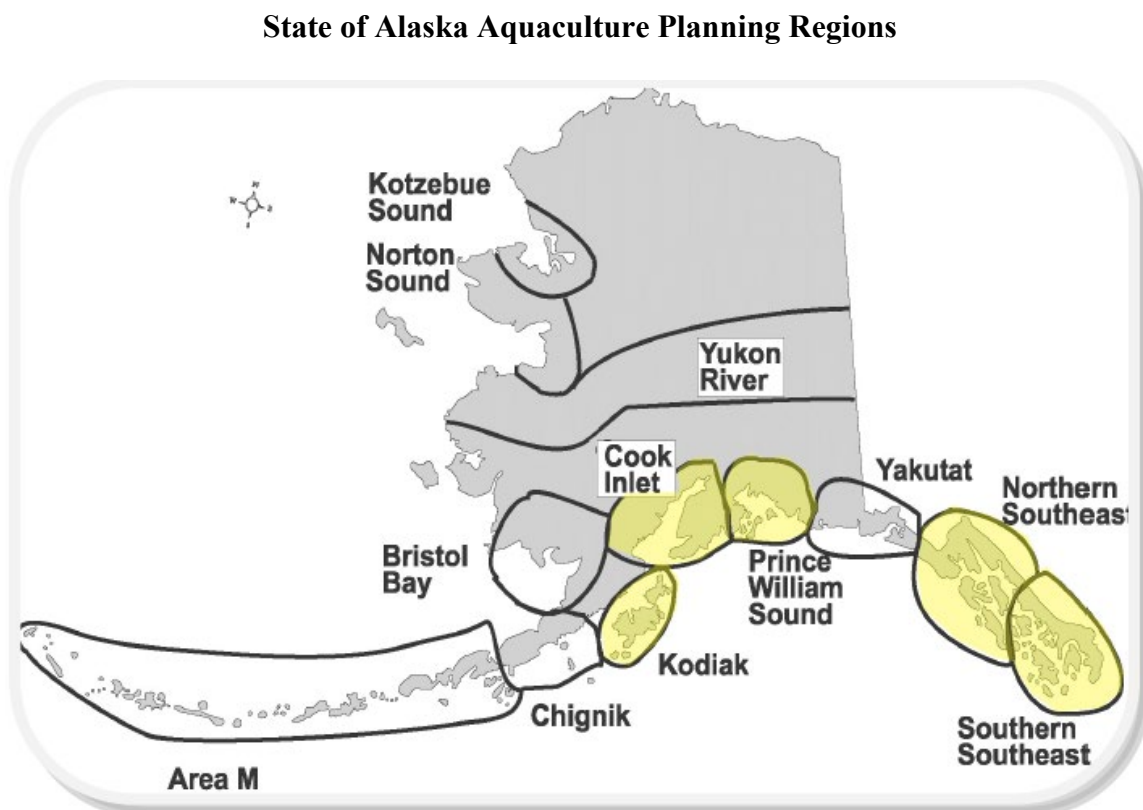 State of Alaska Aquaculture Planning Regions
Kotzebue
Sound
Norton
Sound
Yukon
River
Cook
Inlet
Yakutat
Northern
Southeast
Bristol
Bay
Prince
William
Sound
Kodiak
Chignik
Southern
Southeast
Area M